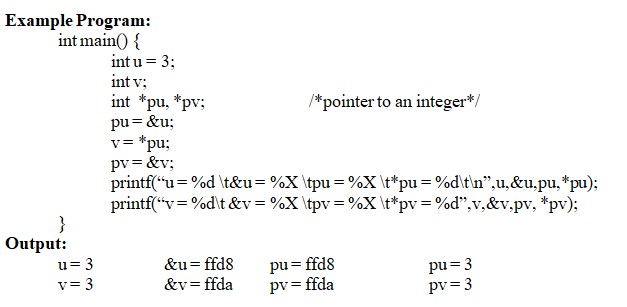 Example Program:
int main() {
int u = 3;
int v;
int *pu, *pv; /*pointer to an integer*/
pu = &u;
v = *pu;
pv = &v;
printf(“u = %d \t&u = %X \tpu = %X \t*pu = %d\t\n”,u,&u,pu,*pu);
printf(“v = %d\t &v = %X \tpv = %X \t*pv = %d”,v,&v,pv, *pv);
}
Output:
u = 3 &u = ffd8 pu = ffd8 pu = 3
v = 3 &v = ffda pv = ffda pv = 3